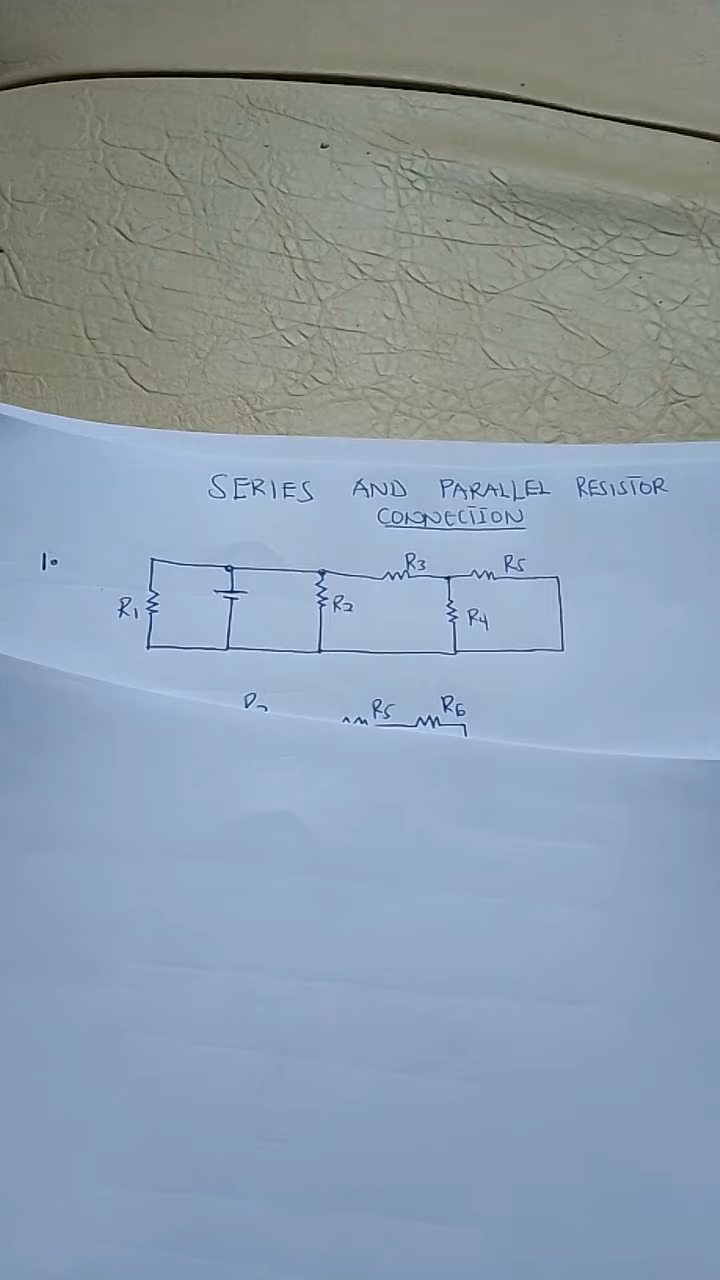 SERIES AND PARALLEL RESISTOR
CONNECTION
1.
R3 R5
R1 R2 R4
R5 R6